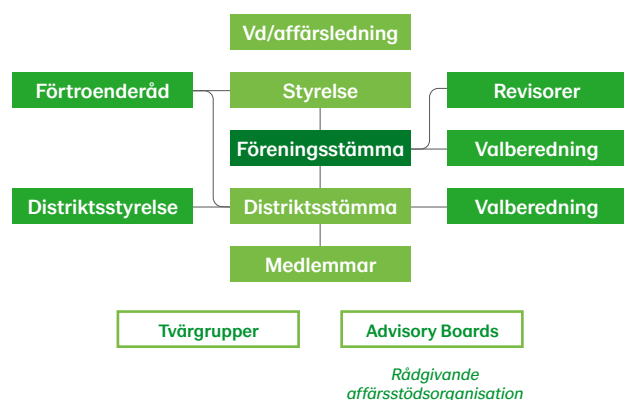 Vd/affärsledning
Förtroenderåd
Styrelse
Revisorer
Föreningsstämma
Valberedning
Distriktsstyrelse
Distriktsstämma
Valberedning
Medlemmar
Tvärgrupper
Advisory Boards
Rådgivande
affärsstödsorganisation